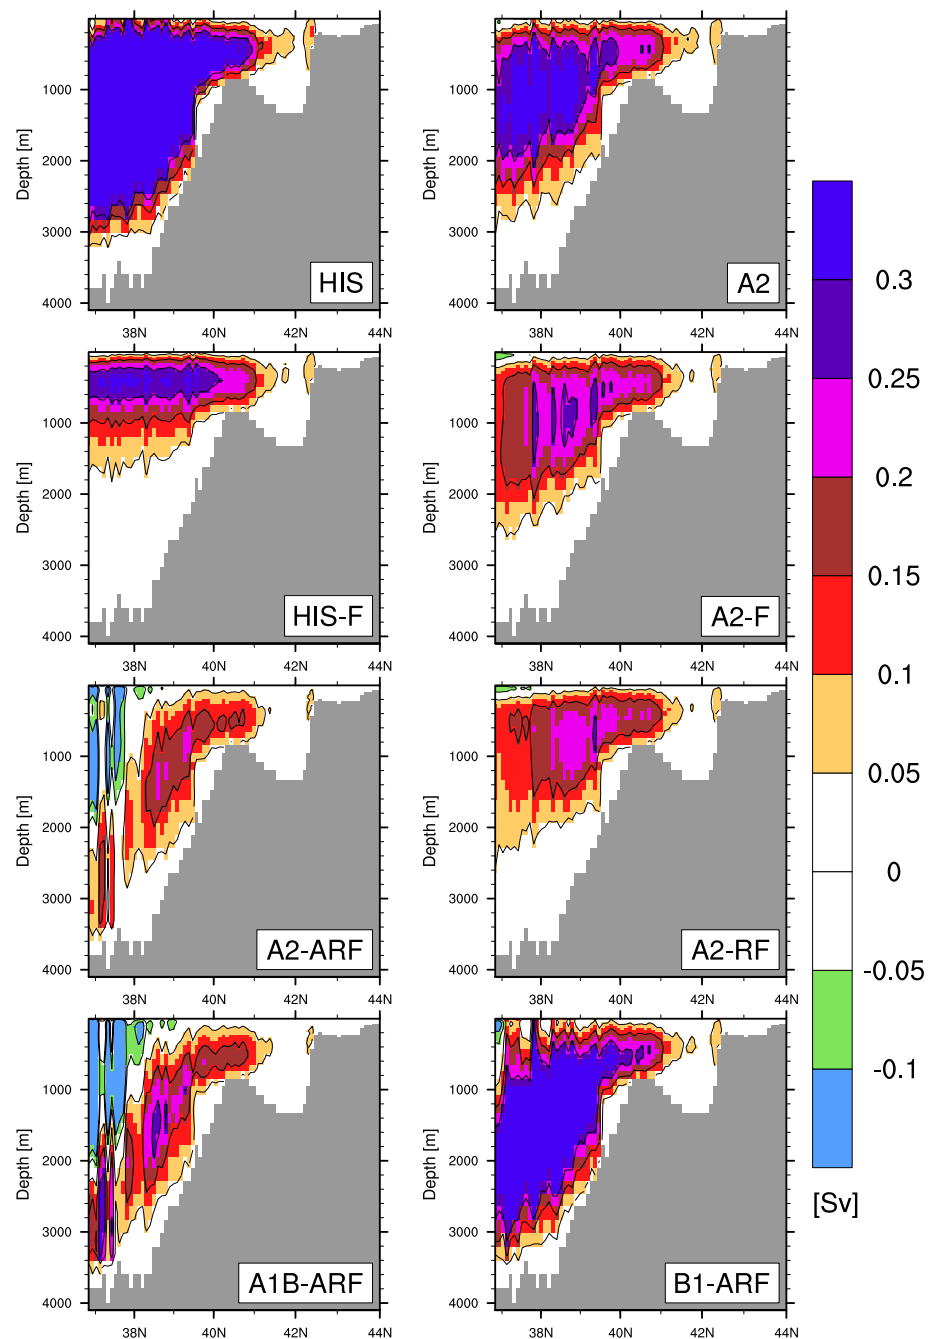 Depth [m]
1000
2000
3000
4000
38N
40N
42N
44N
HIS
Depth [m]
1000
2000
3000
4000
38N
40N
42N
44N
A2
Depth [m]
1000
2000
3000
4000
38N
40N
42N
44N
HIS-F
Depth [m]
1000
2000
3000
4000
38N
40N
42N
44N
A2-F
Depth [m]
1000
2000
3000
4000
38N
40N
42N
44N
A2-ARF
Depth [m]
1000
2000
3000
4000
38N
40N
42N
44N
A2-RF
Depth [m]
1000
2000
3000
4000
38N
40N
42N
44N
A1B-ARF
Depth [m]
1000
2000
3000
4000
38N
40N
42N
44N
B1-ARF
0.3
0.25
0.2
0.15
0.1
0.05
0
-0.05
-0.1
[Sv]